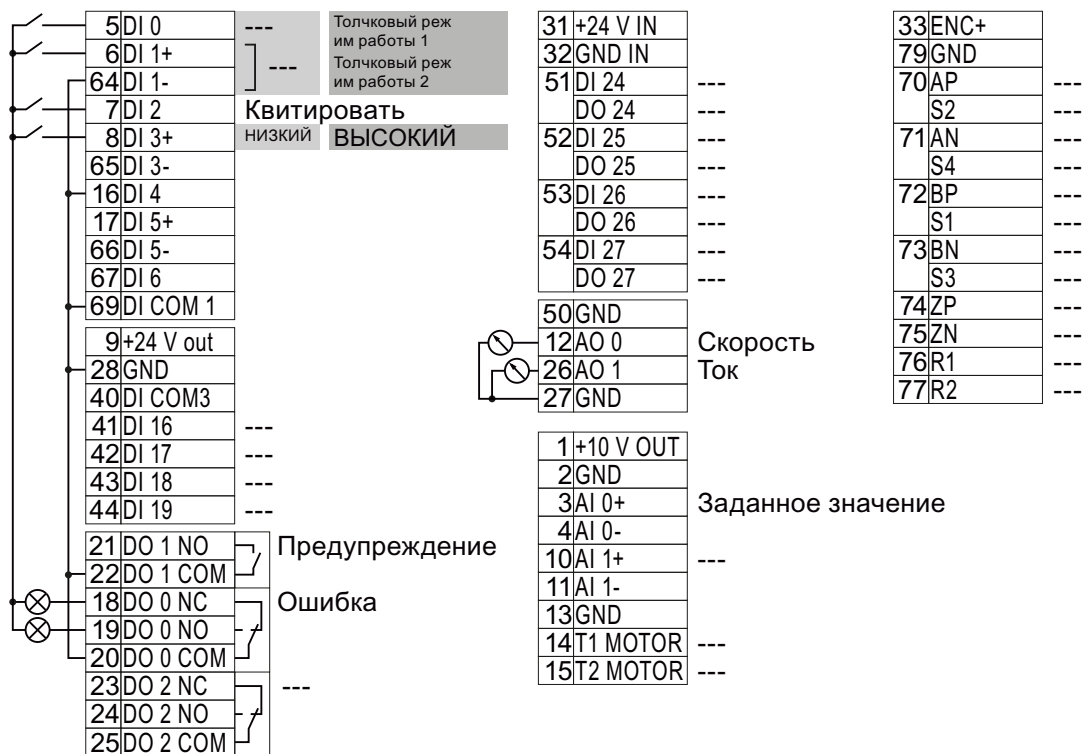 5 DI 0 --- Толчковый реж
им работы 1
6 DI 1+ --- Толчковый реж
64 DI 1- им работы 2
7 DI 2 Квитировать
8 DI 3+ низкий ВЫСОКИЙ
65 DI 3-
16 DI 4
17 DI 5+
66 DI 5-
67 DI 6
69 DI COM 1
9 +24 V out
28 GND
40 DI COM3
41 DI 16 ---
42 DI 17 ---
43 DI 18 ---
44 DI 19 ---
21 DO 1 NO Предупреждение
22 DO 1 COM
18 DO 0 NC Ошибка
19 DO 0 NO
20 DO 0 COM
23 DO 2 NC ---
24 DO 2 NO
25 DO 2 COM
31 +24 V IN
32 GND IN
51 DI 24 ---
DO 24 ---
52 DI 25 ---
DO 25 ---
53 DI 26 ---
DO 26 ---
54 DI 27 ---
DO 27 ---
50 GND
12 AO 0 Скорость
26 AO 1 Ток
27 GND
1 +10 V OUT
2 GND
3 AI 0+ Заданное значение
4 AI 0-
10 AI 1+ ---
11 AI 1-
13 GND
14 T1 MOTOR ---
15 T2 MOTOR ---
33 ENC+
79 GND
70 AP ---
S2 ---
71 AN ---
S4 ---
72 BP ---
S1 ---
73 BN ---
S3 ---
74 ZP ---
75 ZN ---
76 R1 ---
77 R2 ---